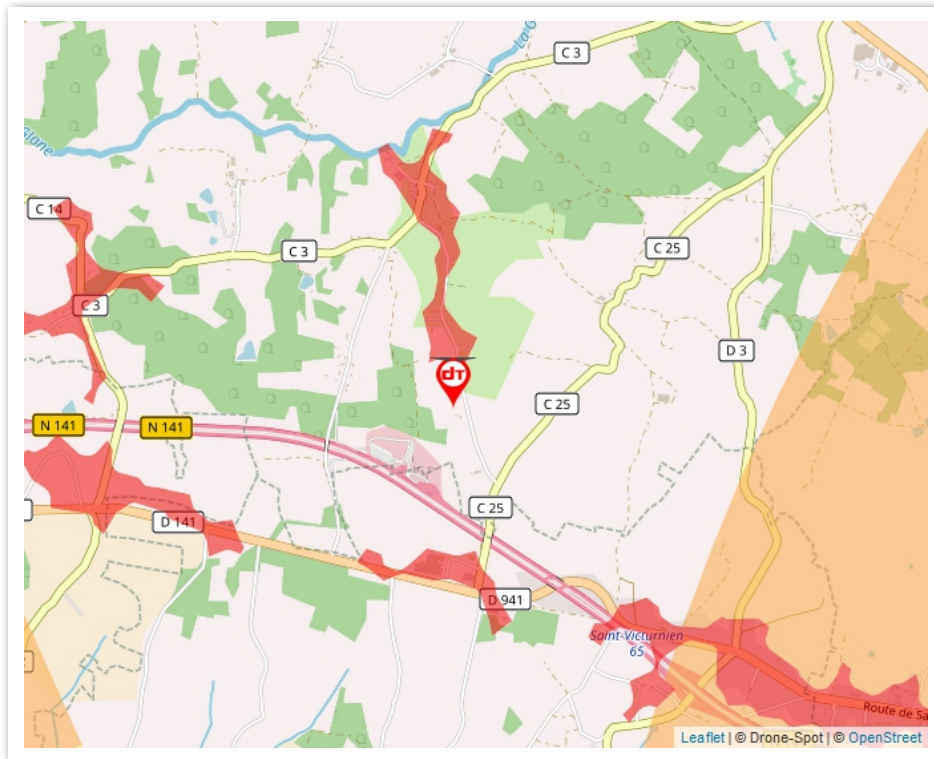 C 3
La G
Glane
C 14
C 25
C 3
C 3
D 3
dT
C 25
N 141
N 141
C 25
D 141
D 941
Saint-Victurnien
65
Route de Sa
Leaflet | © Drone-Spot | © OpenStreet